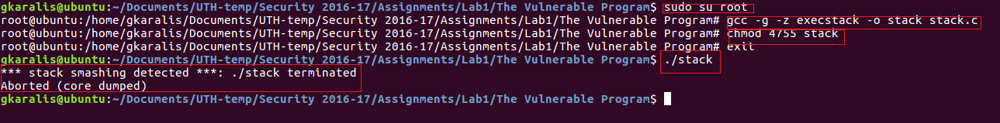 gkaralis@ubuntu:~/Documents/UTH-temp/Security 2016-17/Assignments/Lab1/The Vulnerable Program$ sudo su root
root@ubuntu:/home/gkaralis/Documents/UTH-temp/Security 2016-17/Assignments/Lab1/The Vulnerable Program# gcc -g -z execstack -o stack stack.c
root@ubuntu:/home/gkaralis/Documents/UTH-temp/Security 2016-17/Assignments/Lab1/The Vulnerable Program# chmod 4755 stack
root@ubuntu:/home/gkaralis/Documents/UTH-temp/Security 2016-17/Assignments/Lab1/The Vulnerable Program# exit
gkaralis@ubuntu:~/Documents/UTH-temp/Security 2016-17/Assignments/Lab1/The Vulnerable Program$ ./stack
*** stack smashing detected ***: ./stack terminated
Aborted (core dumped)
gkaralis@ubuntu:~/Documents/UTH-temp/Security 2016-17/Assignments/Lab1/The Vulnerable Program$